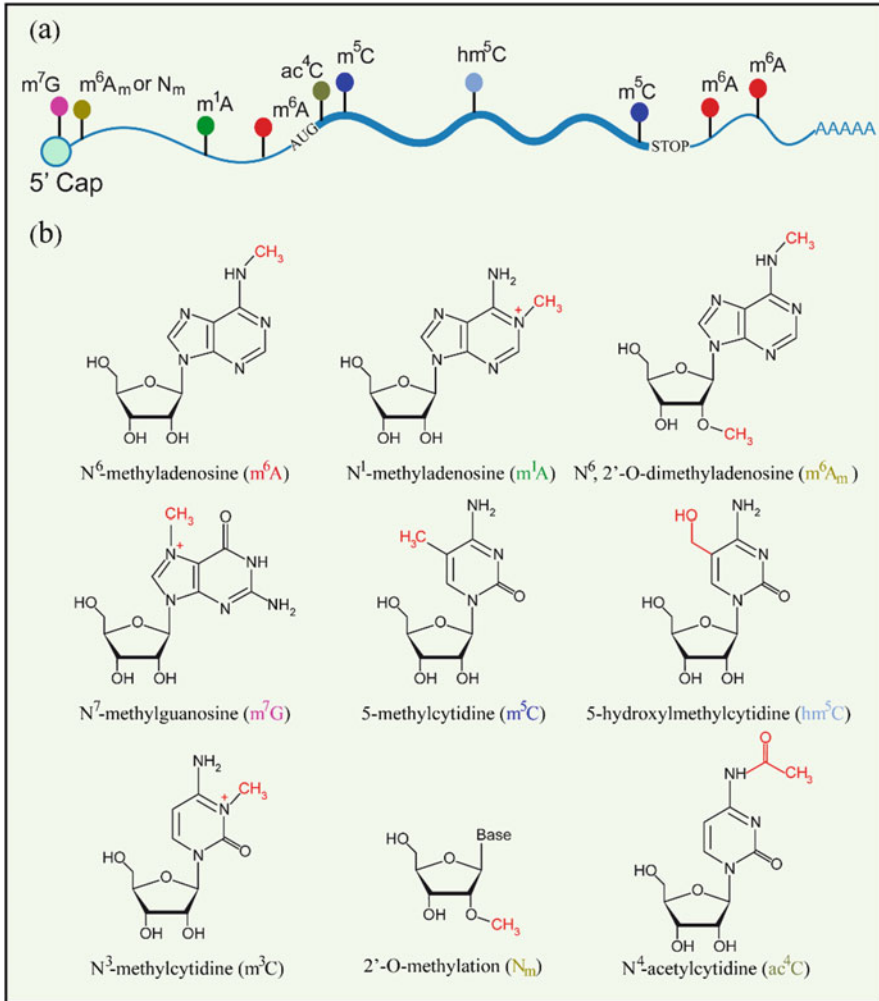 (a)
m⁷G
m⁶Aₘ or Nₘ
m¹A
m⁶A
ac⁴C
m⁵C
hm⁵C
m⁵C
m⁶A
m⁶A
AUG
STOP
AAAAA
5' Cap
(b)
CH₃
HN
N
N
N
N
HO
O
OH OH
N⁶-methyladenosine (m⁶A)
NH₂
CH₃
N
N⁺
N
N
HO
O
OH OH
N¹-methyladenosine (m¹A)
CH₃
HN
N
N
N
N
HO
O
OH
O
CH₃
N⁶, 2'-O-dimethyladenosine (m⁶Aₘ)
CH₃
O
N⁺
NH
N
N
NH₂
HO
O
OH OH
N⁷-methylguanosine (m⁷G)
NH₂
H₃C
N
N
O
HO
O
OH OH
5-methylcytidine (m⁵C)
HO
NH₂
N
N
O
HO
O
OH OH
5-hydroxylmethylcytidine (hm⁵C)
NH₂
CH₃
N⁺
N
O
HO
O
OH OH
N³-methylcytidine (m³C)
Base
HO
O
OH
O
CH₃
2'-O-methylation (Nₘ)
O
NH
CH₃
N
N
O
HO
O
OH OH
N⁴-acetylcytidine (ac⁴C)